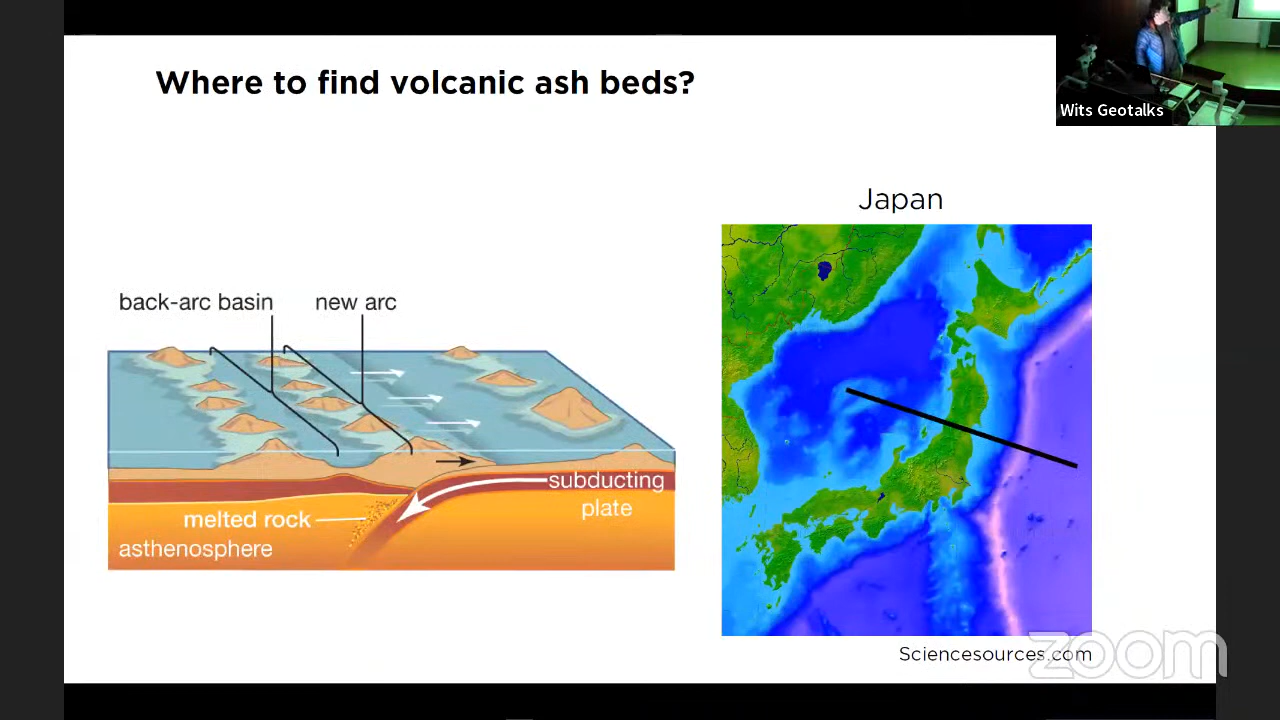 Where to find volcanic ash beds?
Wits Geotalks
Japan
back-arc basin
new arc
subducting
plate
melted rock
asthenosphere
Sciencesources.com
zoom